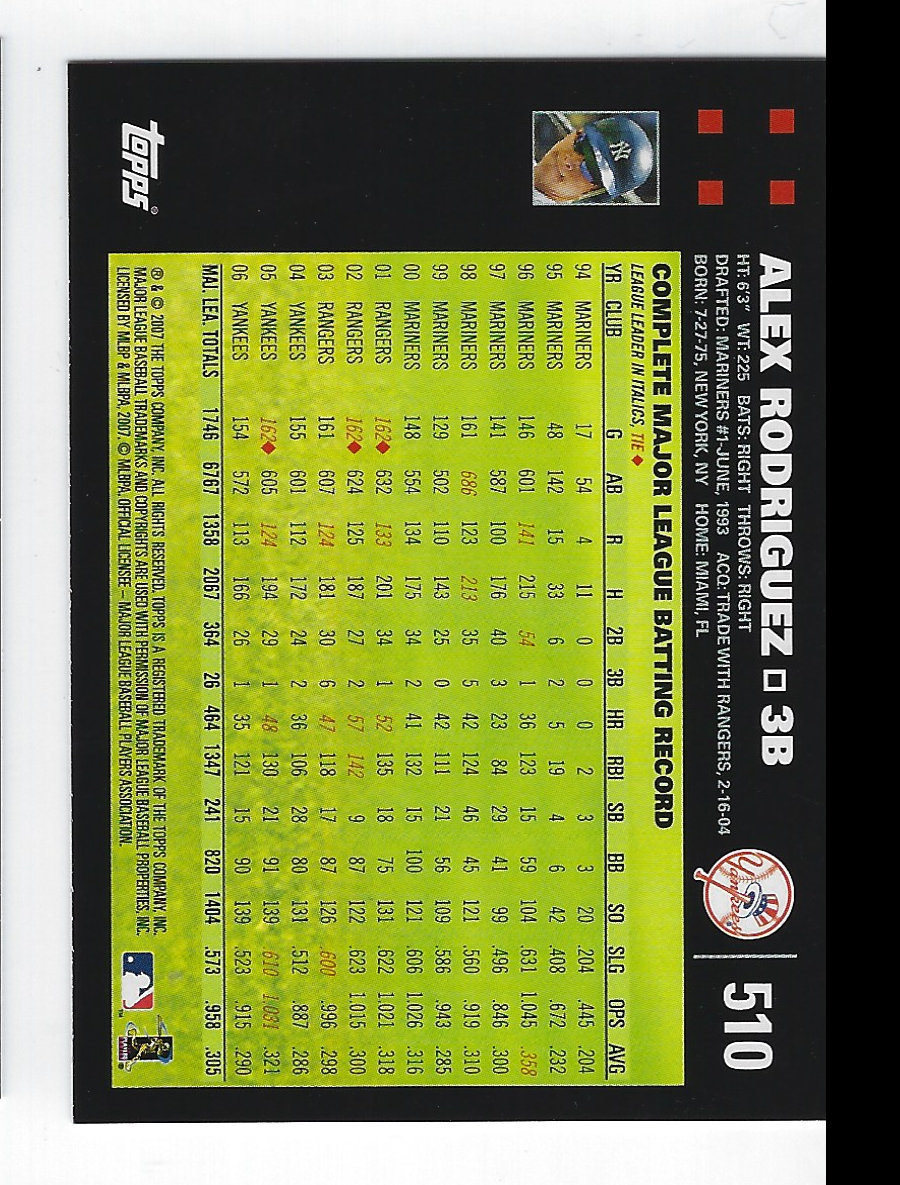 ALEX RODRIGUEZ □ 3B
510
HT: 6'3" WT: 225 BATS: RIGHT THROWS: RIGHT
DRAFTED: MARINERS #1-JUNE, 1993 ACQ: TRADE WITH RANGERS, 2-16-04
BORN: 7-27-75, NEW YORK, NY HOME: MIAMI, FL
Yankees
NY
COMPLETE MAJOR LEAGUE BATTING RECORD
LEAGUE LEADER IN ITALICS, TIE ♦
YR CLUB G AB R H 2B 3B HR RBI SB BB SO SLG OPS AVG
94 MARINERS 17 54 4 11 0 0 0 2 3 3 20 .204 .445 .204
95 MARINERS 48 142 15 33 6 2 5 19 4 6 42 .408 .672 .232
96 MARINERS 146 601 141 215 54 1 36 123 15 59 104 .631 1.045 .358
97 MARINERS 141 587 100 176 40 3 23 84 29 41 99 .496 .846 .300
98 MARINERS 161 686 123 213 35 5 42 124 46 45 121 .560 .919 .310
99 MARINERS 129 502 110 143 25 0 42 111 21 56 109 .586 .943 .285
00 MARINERS 148 554 134 175 34 2 41 132 15 100 121 .606 1.026 .316
01 RANGERS 162♦ 632 133 201 34 1 52 135 18 75 131 .622 1.021 .318
02 RANGERS 162♦ 624 125 187 27 2 57 142 9 87 122 .623 1.015 .300
03 RANGERS 161 607 124 181 30 6 47 118 17 87 126 .600 .996 .298
04 YANKEES 155 601 112 172 24 2 36 106 28 80 131 .512 .887 .286
05 YANKEES 162♦ 605 124 194 29 1 48 130 21 91 139 .610 1.031 .321
06 YANKEES 154 572 113 166 26 1 35 121 15 90 139 .523 .915 .290
MAJ. LEA. TOTALS 1746 6767 1358 2067 364 26 464 1347 241 820 1404 .573 .958 .305
® & © 2007 THE TOPPS COMPANY, INC. ALL RIGHTS RESERVED. TOPPS IS A REGISTERED TRADEMARK OF THE TOPPS COMPANY, INC.
MAJOR LEAGUE BASEBALL TRADEMARKS AND COPYRIGHTS ARE USED WITH PERMISSION OF MAJOR LEAGUE BASEBALL PROPERTIES, INC.
LICENSED BY MLBP & MLBPA, 2007. © MLBPA, OFFICIAL LICENSEE – MAJOR LEAGUE BASEBALL PLAYERS ASSOCIATION.
topps®